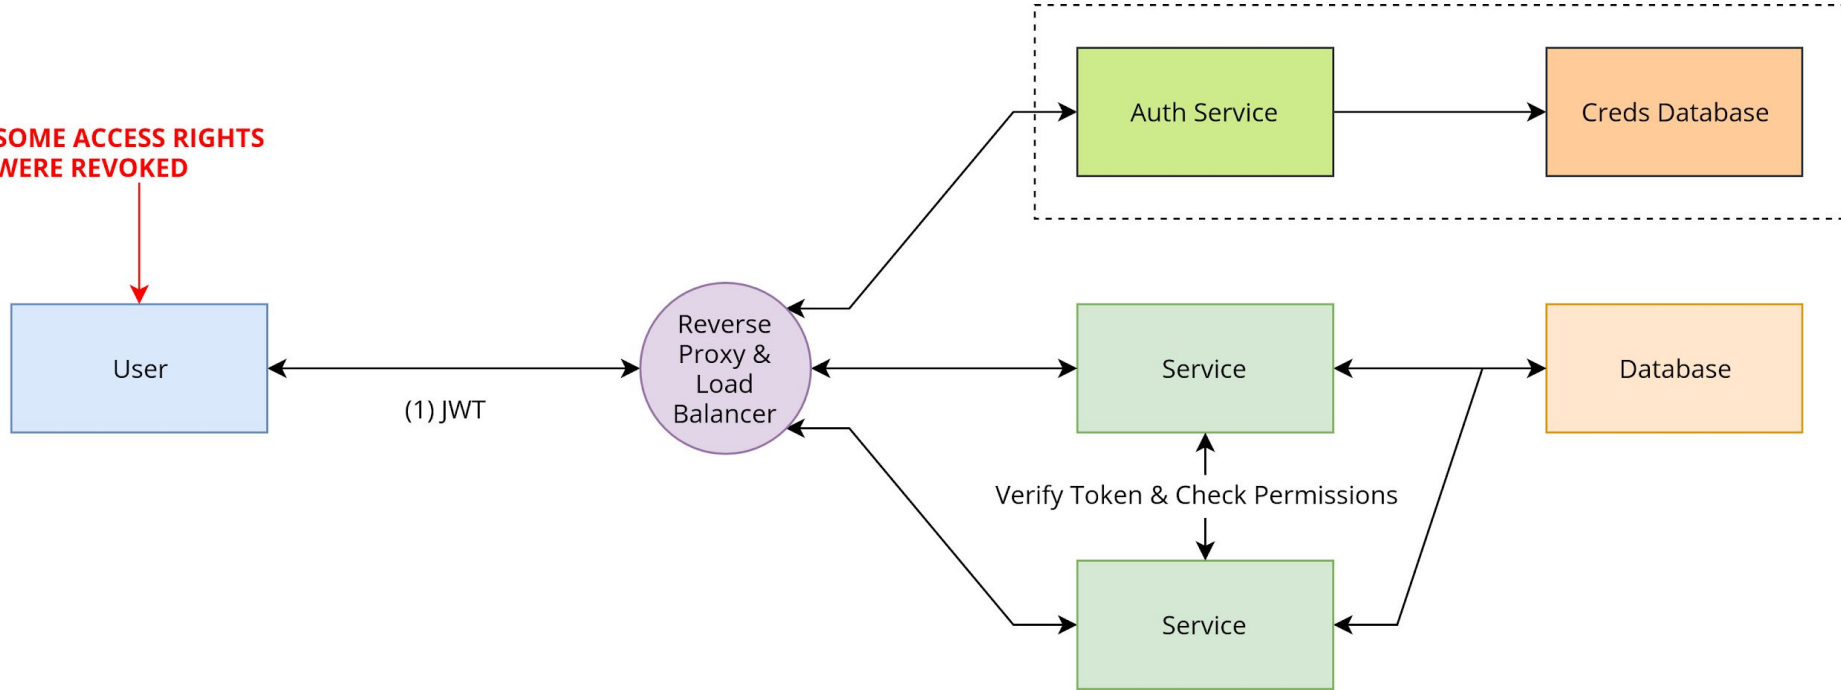 SOME ACCESS RIGHTS
WERE REVOKED
Auth Service
Creds Database
User
(1) JWT
Reverse
Proxy &
Load
Balancer
Service
Database
Verify Token & Check Permissions
Service